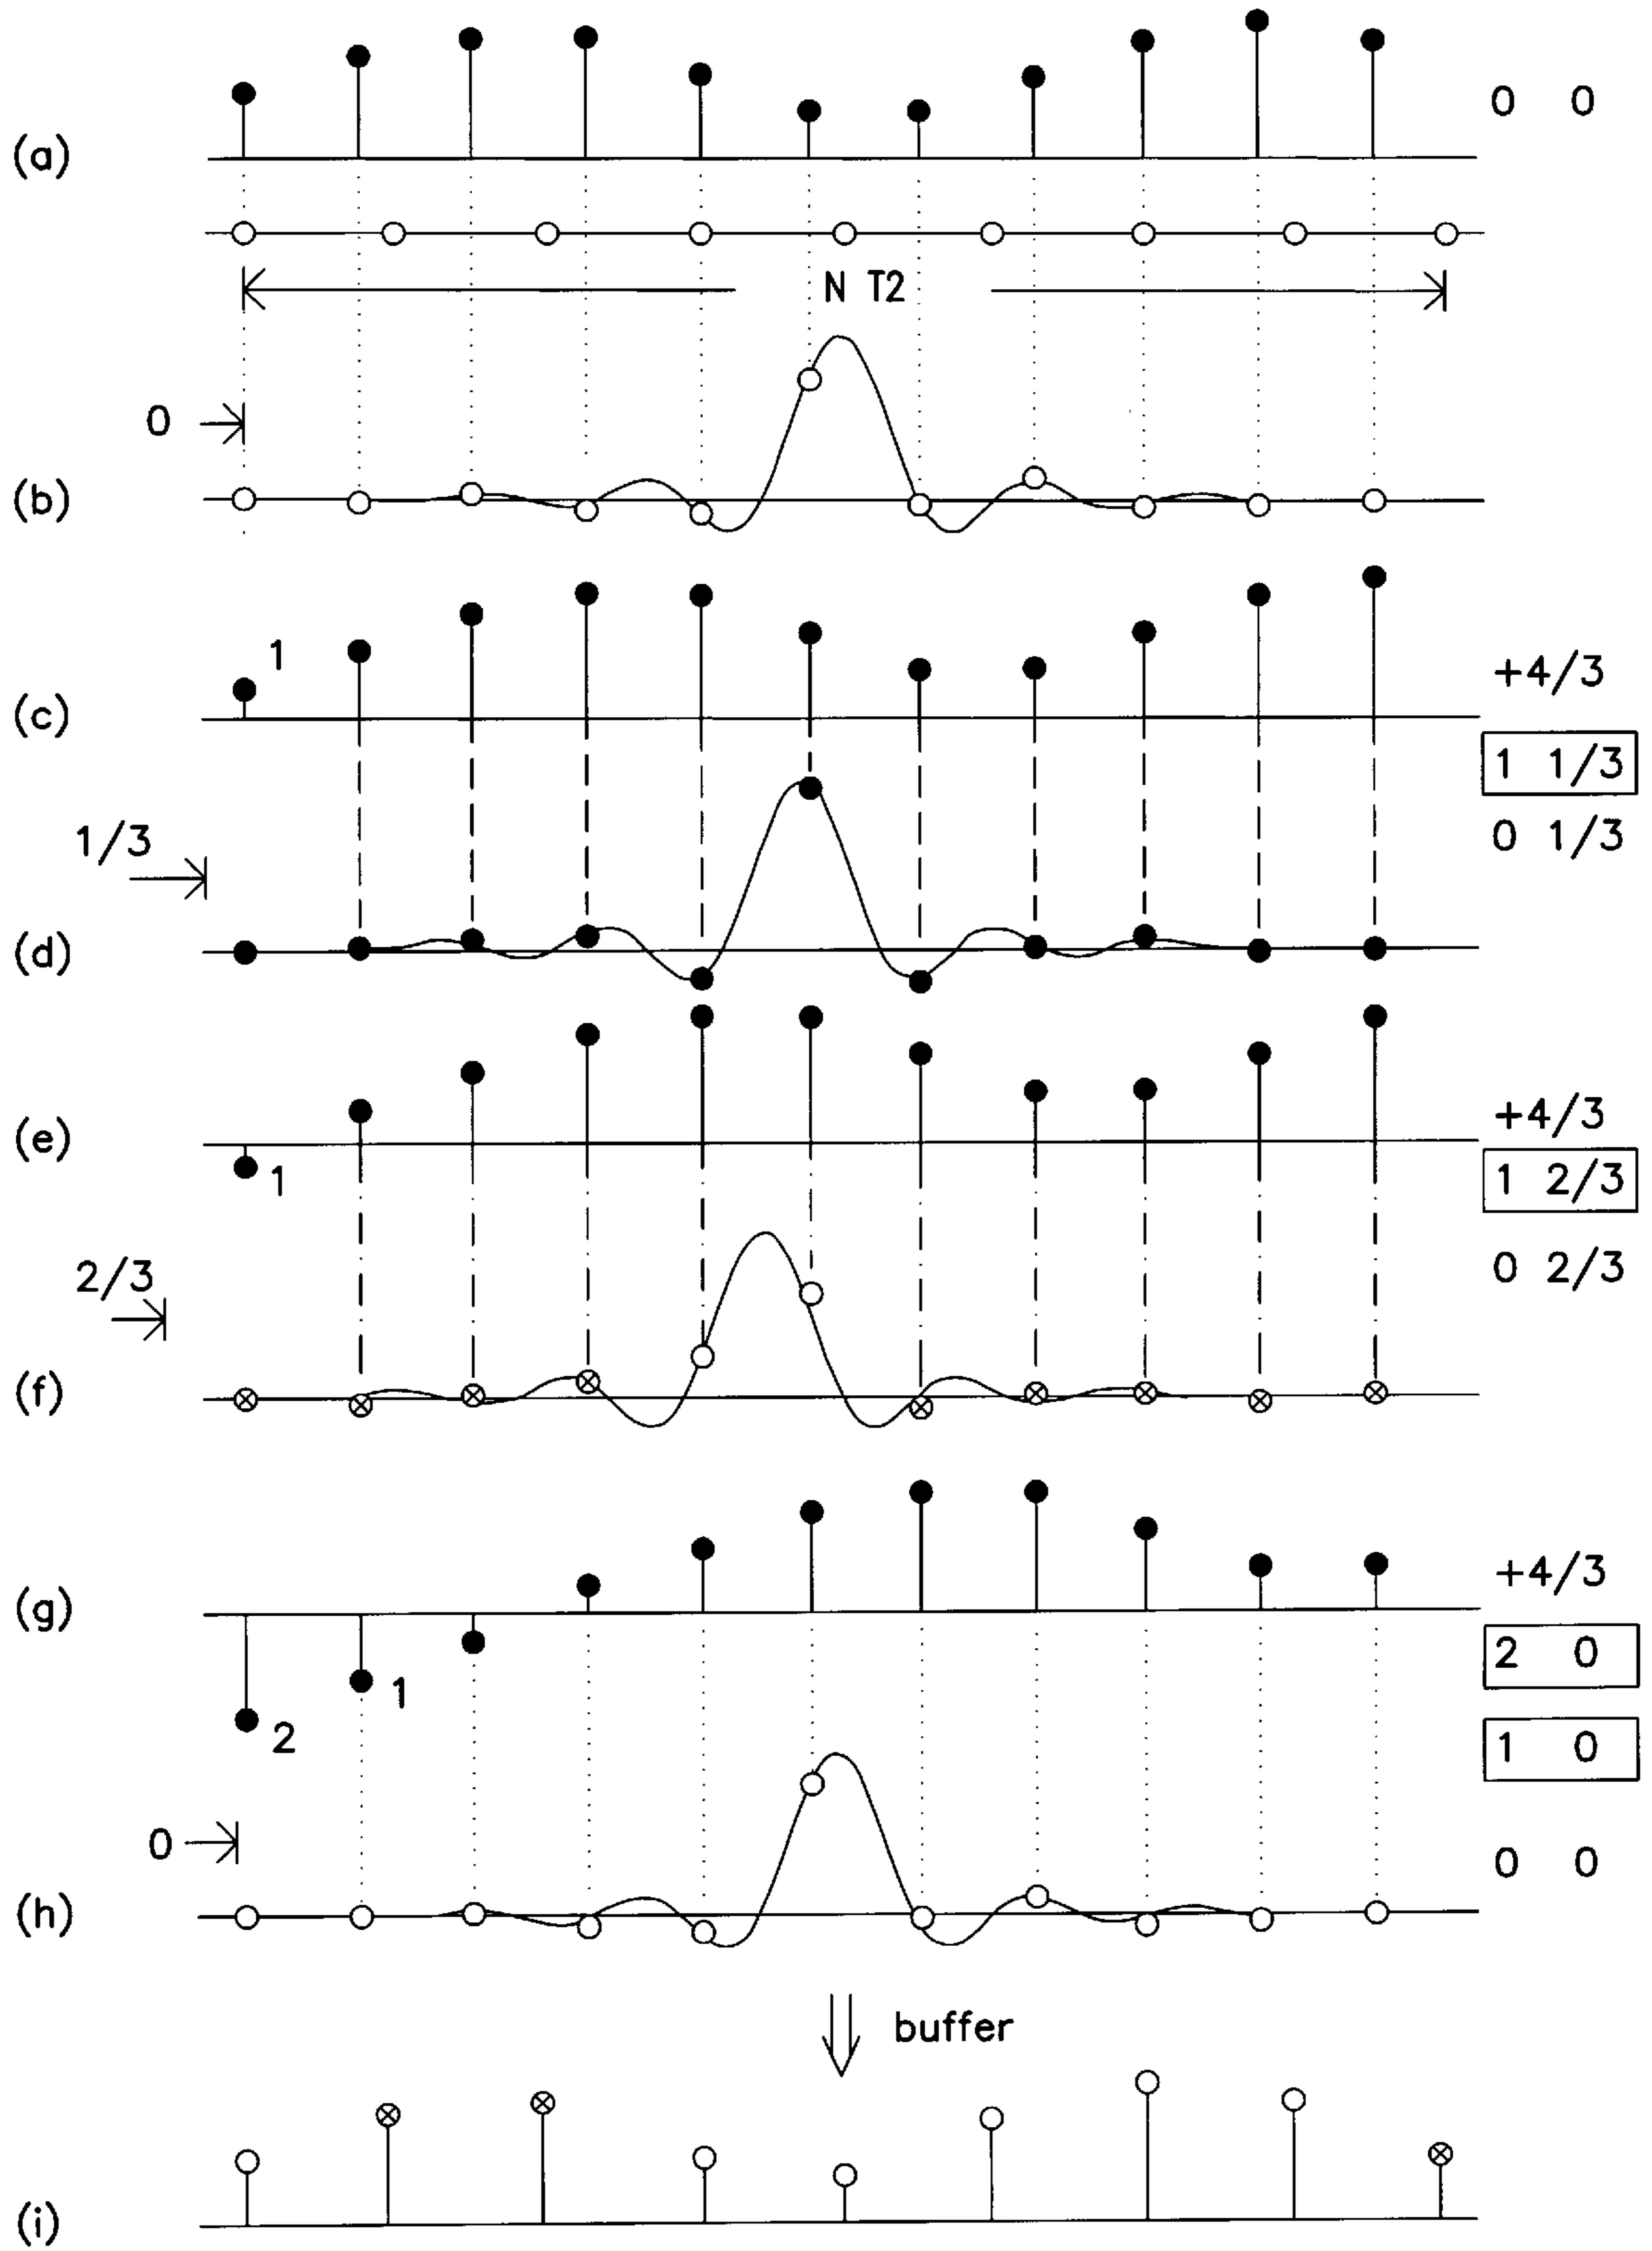 0 0
(a)
N T2
0
(b)
1
(c)
+4/3
1 1/3
0 1/3
1/3
(d)
(e)
1
+4/3
1 2/3
0 2/3
2/3
(f)
(g)
+4/3
2 0
1
2
1 0
0
0 0
(h)
buffer
(i)